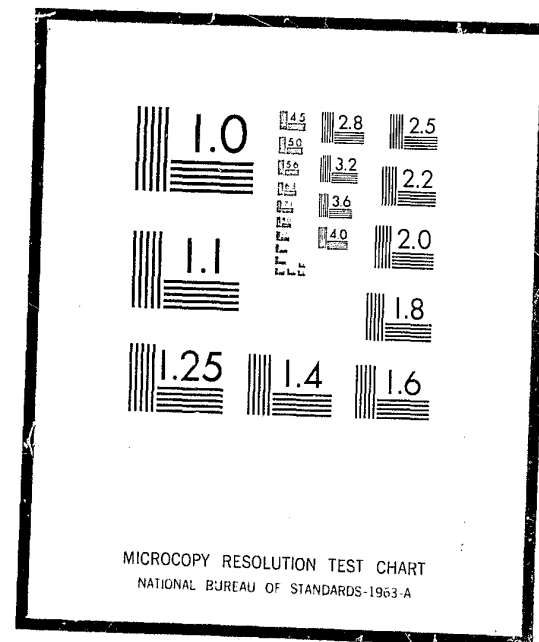 1.0
4.5 2.8 2.5
5.0
5.6 3.2 2.2
3.6
4.0 2.0
1.1
1.8
1.25 1.4 1.6
MICROCOPY RESOLUTION TEST CHART
NATIONAL BUREAU OF STANDARDS-1963-A